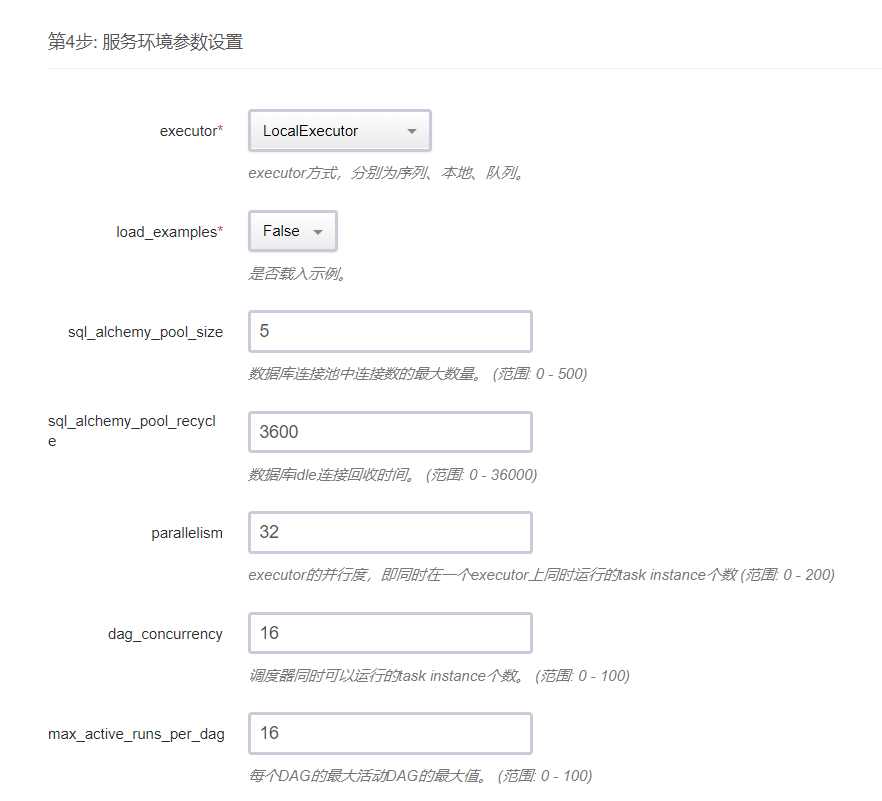 第4步: 服务环境参数设置
executor* LocalExecutor
executor方式，分别为序列、本地、队列。
load_examples* False
是否载入示例。
sql_alchemy_pool_size 5
数据库连接池中连接数的最大数量。 (范围: 0 - 500)
sql_alchemy_pool_recycl
e
3600
数据库idle连接回收时间。 (范围: 0 - 36000)
parallelism 32
executor的并行度，即同时在一个executor上同时运行的task instance个数 (范围: 0 - 200)
dag_concurrency 16
调度器同时可以运行的task instance个数。 (范围: 0 - 100)
max_active_runs_per_dag 16
每个DAG的最大活动DAG的最大值。 (范围: 0 - 100)